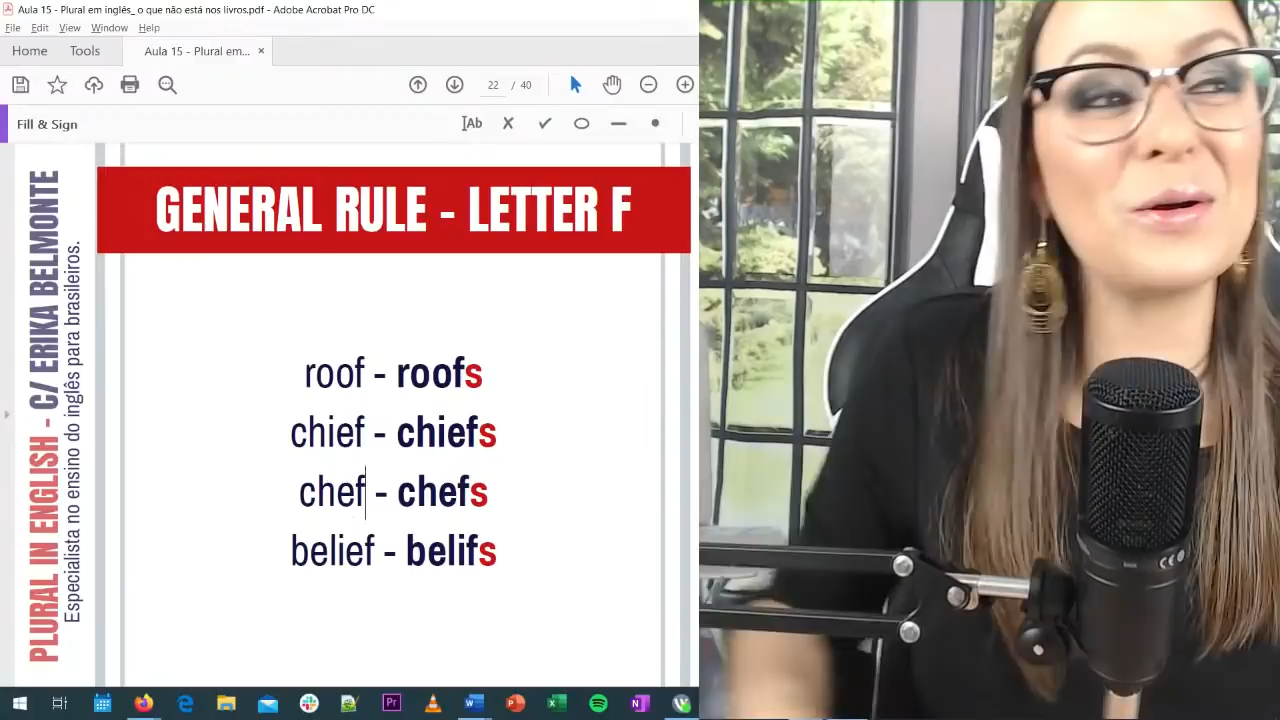 Aula 15 - Plural em inglês_ o que não está nos livros.pdf - Adobe Acrobat Pro DC
File Edit View Window Help
Home Tools Aula 15 - Plural em... ×
22 / 40
Fill & Sign
Ab
GENERAL RULE - LETTER F
PLURAL IN ENGLISH - C/ ERIKA BELMONTE
Especialista no ensino do inglês para brasileiros.
roof - roofs
chief - chiefs
chef - chefs
belief - belifs